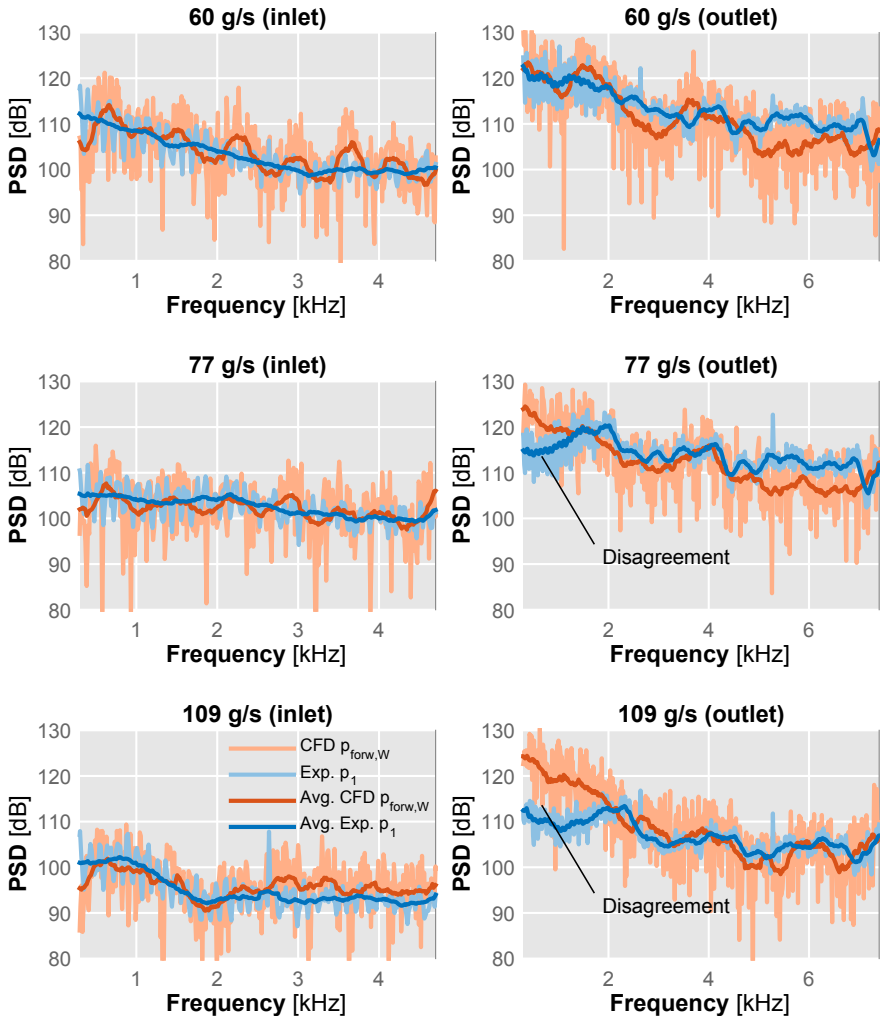 60 g/s (inlet)
60 g/s (outlet)
130
120
110
100
90
80
PSD [dB]
1
2
3
4
Frequency [kHz]
130
120
110
100
90
80
PSD [dB]
2
4
6
Frequency [kHz]
77 g/s (inlet)
77 g/s (outlet)
130
120
110
100
90
80
PSD [dB]
1
2
3
4
Frequency [kHz]
130
120
110
100
90
80
PSD [dB]
Disagreement
2
4
6
Frequency [kHz]
109 g/s (inlet)
109 g/s (outlet)
130
120
110
100
90
80
PSD [dB]
CFD p_forw,W
Exp. p_1
Avg. CFD p_forw,W
Avg. Exp. p_1
1
2
3
4
Frequency [kHz]
130
120
110
100
90
80
PSD [dB]
Disagreement
2
4
6
Frequency [kHz]